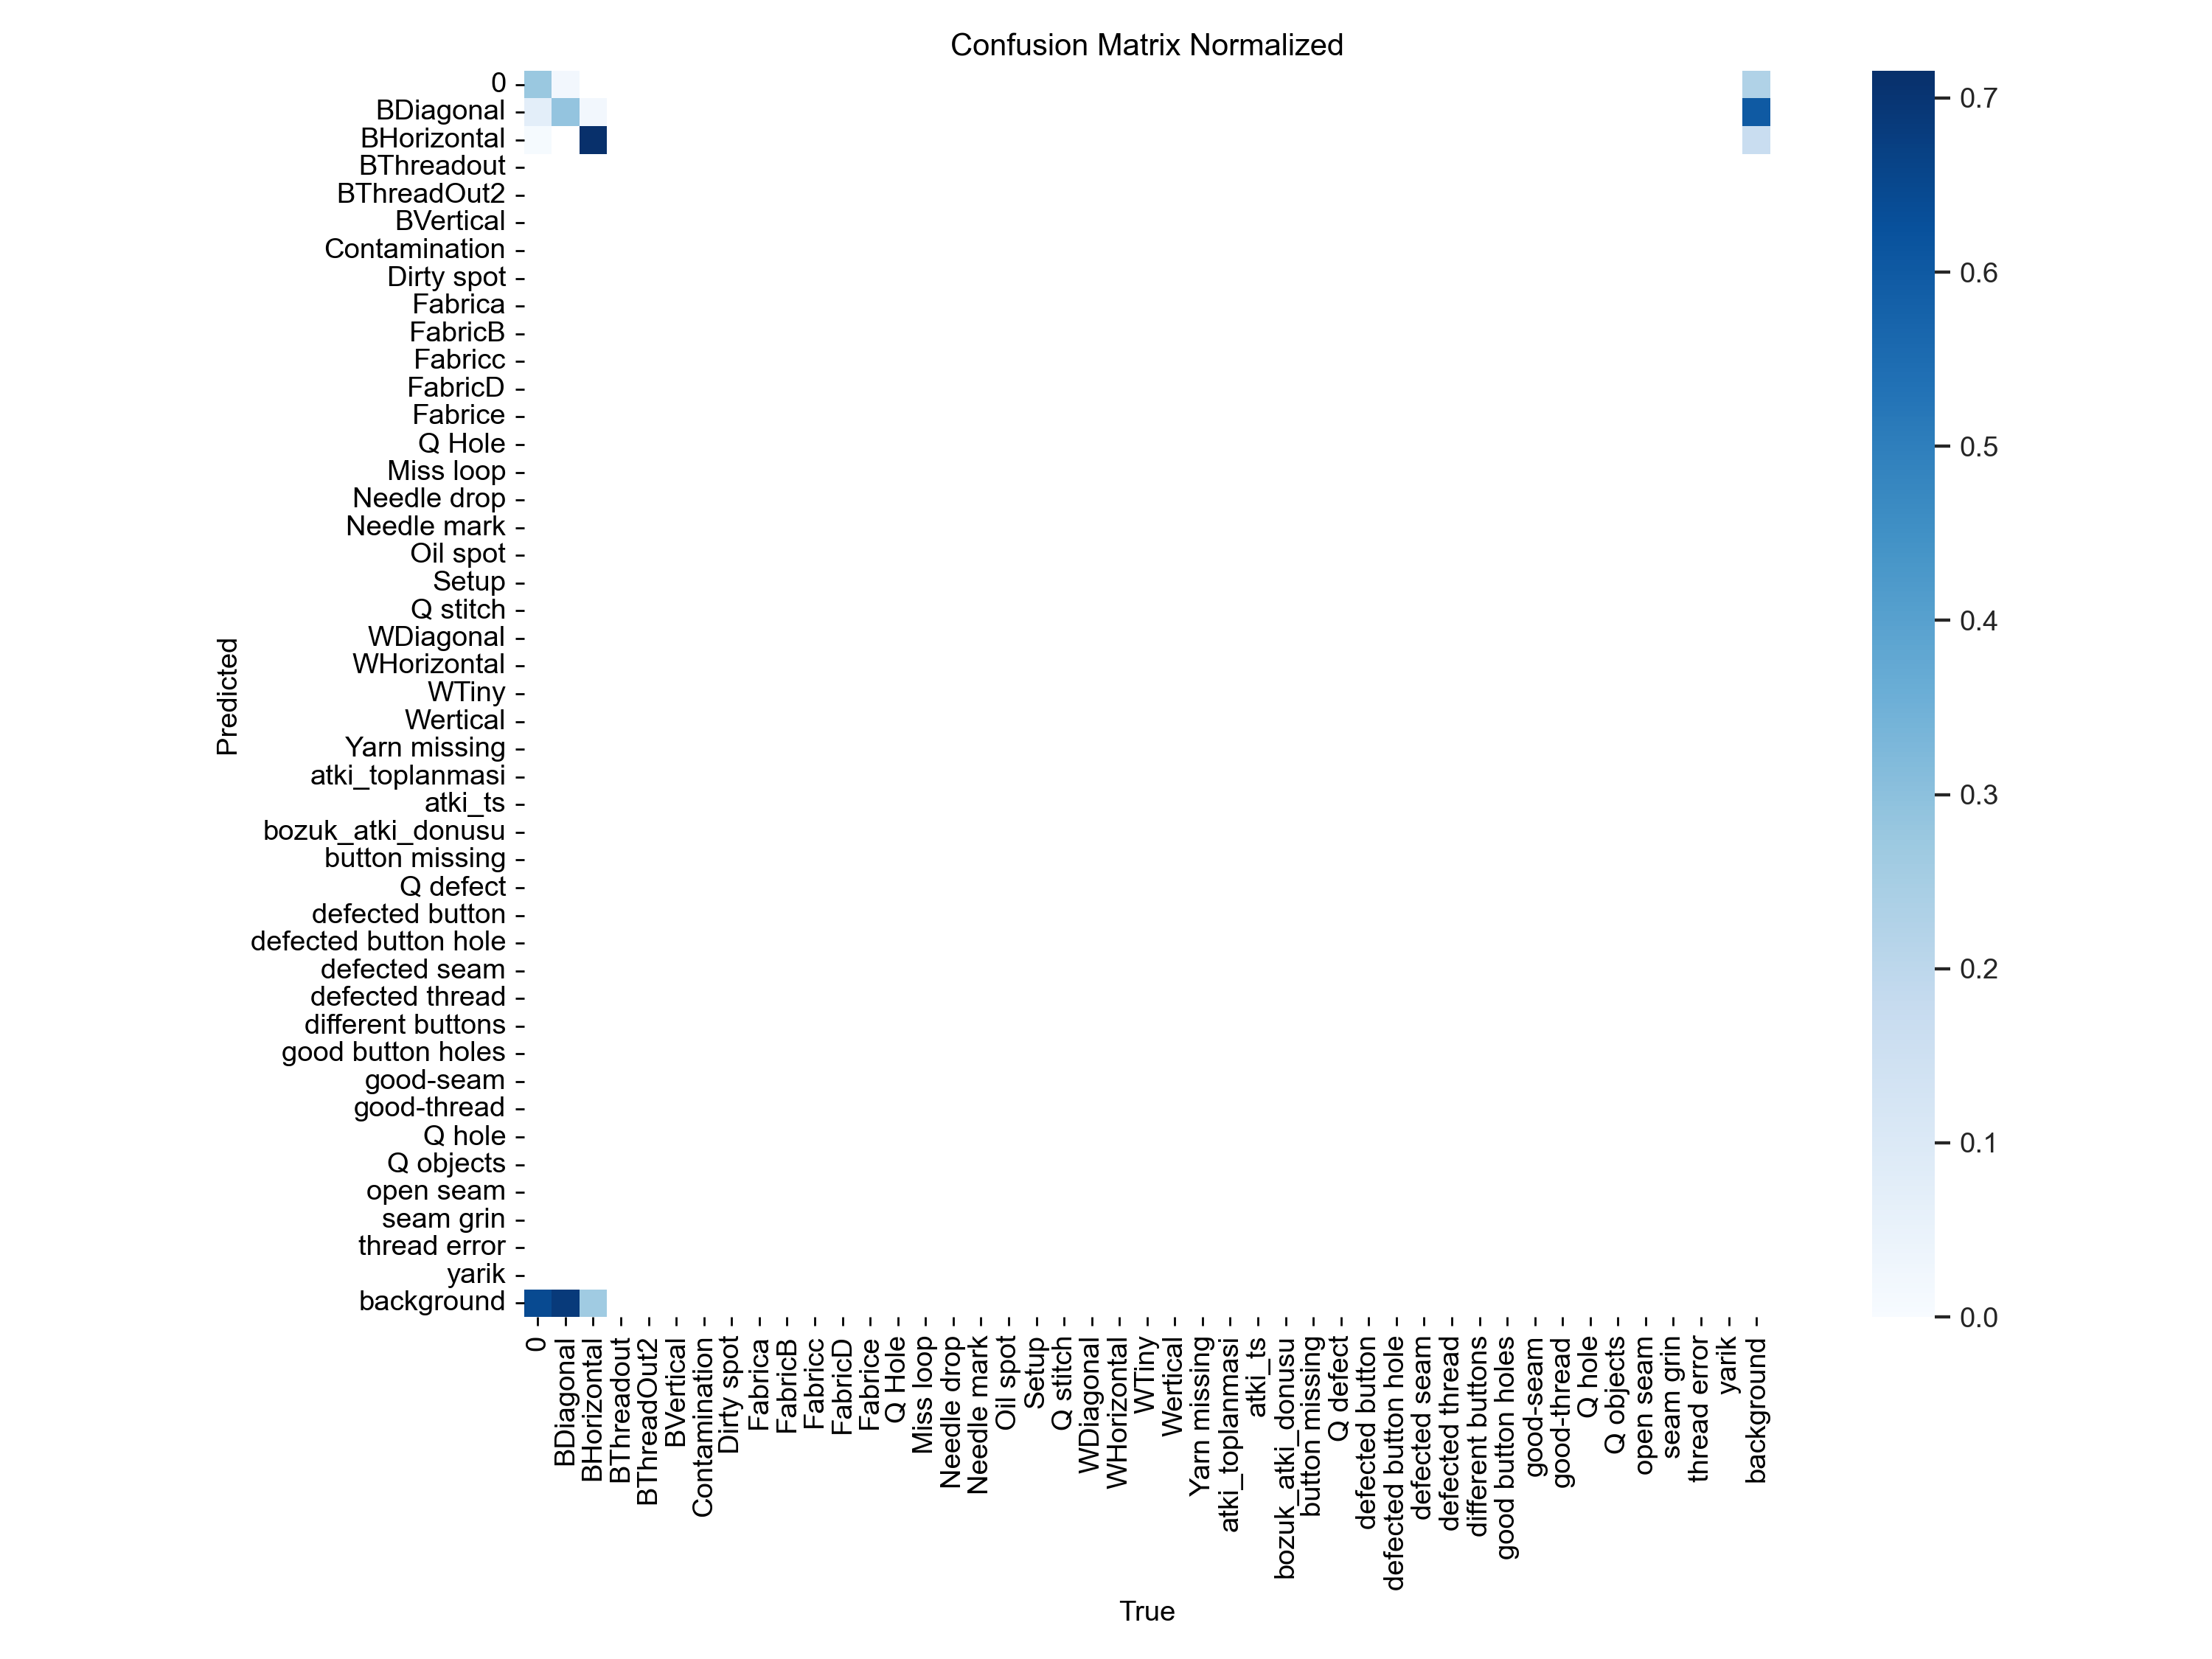 Confusion Matrix Normalized
0
BDiagonal
BHorizontal
BThreadout
BThreadOut2
BVertical
Contamination
Dirty spot
Fabrica
FabricB
Fabricc
FabricD
Fabrice
Q Hole
Miss loop
Needle drop
Needle mark
Oil spot
Setup
Q stitch
WDiagonal
WHorizontal
WTiny
Wertical
Yarn missing
atki_toplanmasi
atki_ts
bozuk_atki_donusu
button missing
Q defect
defected button
defected button hole
defected seam
defected thread
different buttons
good button holes
good-seam
good-thread
Q hole
Q objects
open seam
seam grin
thread error
yarik
background
Predicted
0
BDiagonal
BHorizontal
BThreadout
BThreadOut2
BVertical
Contamination
Dirty spot
Fabrica
FabricB
Fabricc
FabricD
Fabrice
Q Hole
Miss loop
Needle drop
Needle mark
Oil spot
Setup
Q stitch
WDiagonal
WHorizontal
WTiny
Wertical
Yarn missing
atki_toplanmasi
atki_ts
bozuk_atki_donusu
button missing
Q defect
defected button
defected button hole
defected seam
defected thread
different buttons
good button holes
good-seam
good-thread
Q hole
Q objects
open seam
seam grin
thread error
yarik
background
True
0.7
0.6
0.5
0.4
0.3
0.2
0.1
0.0